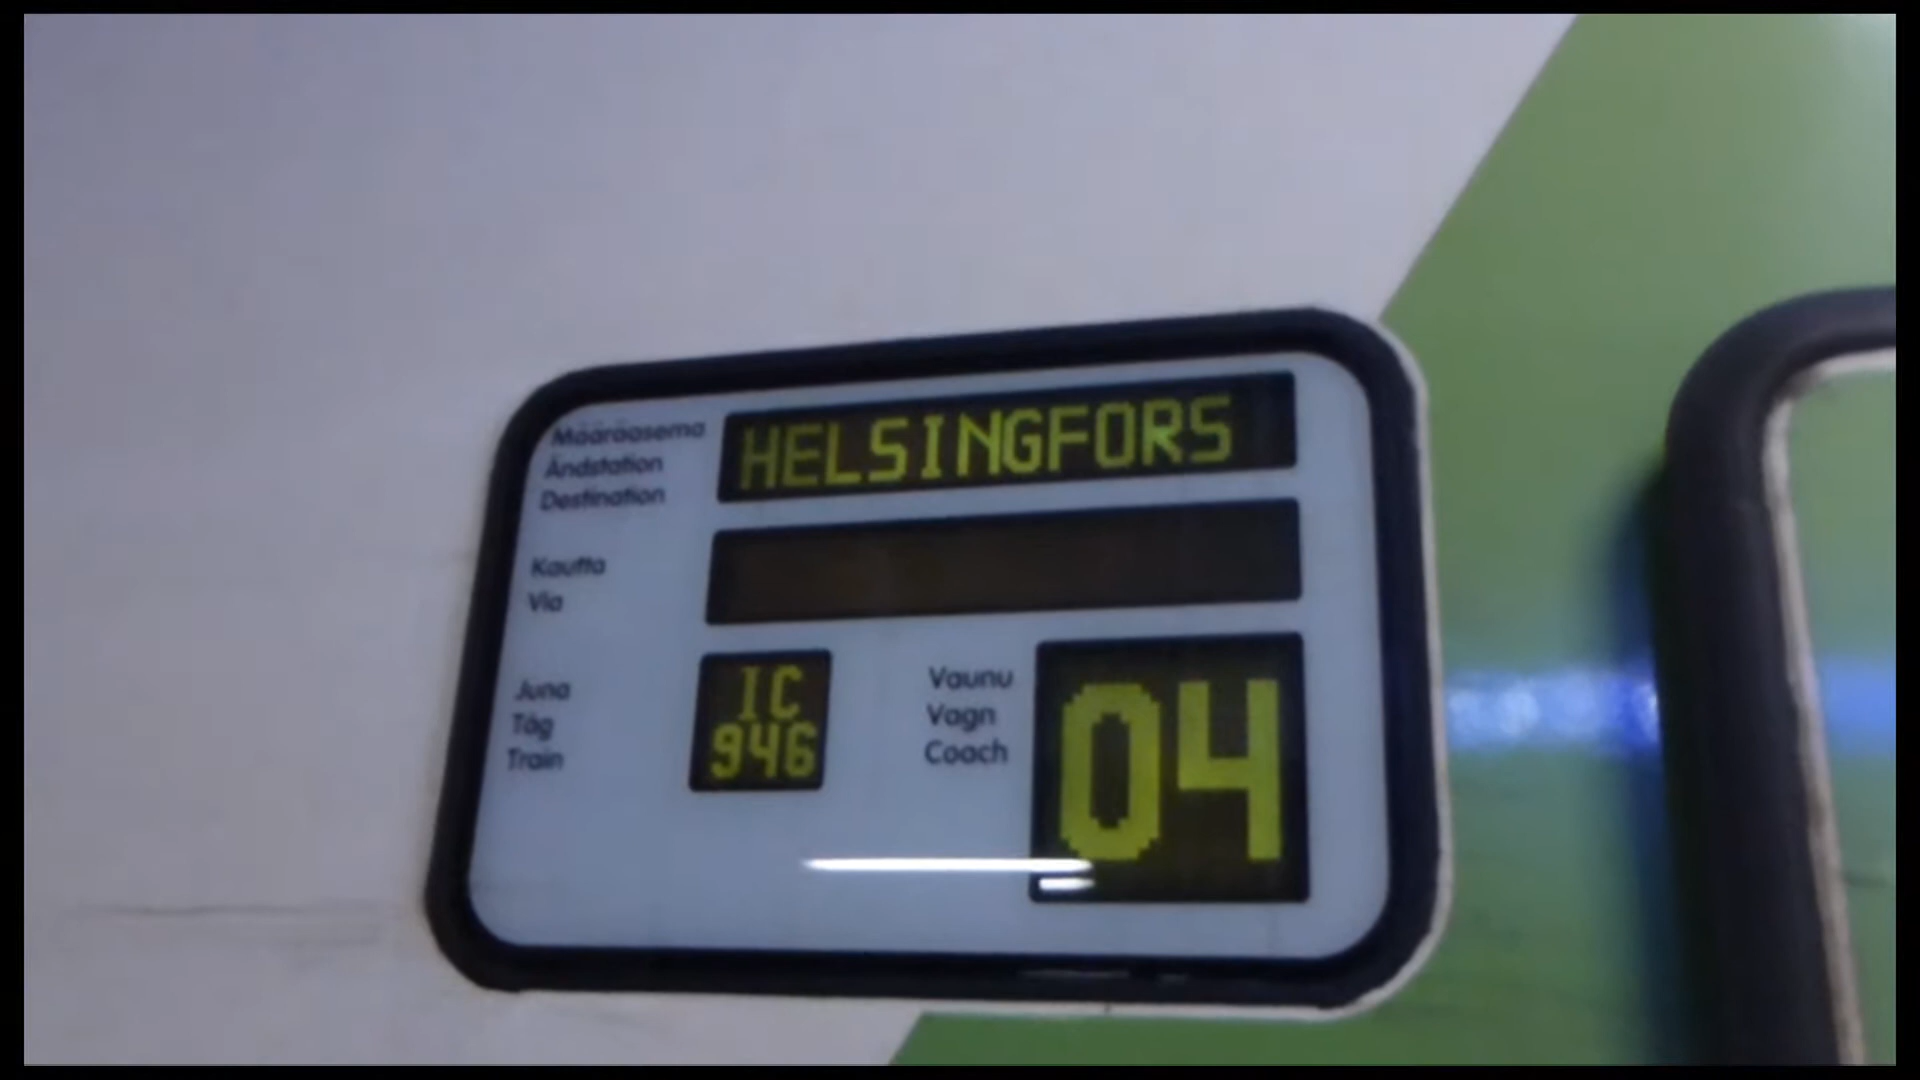 Määräasema
Ändstation
Destination
HELSINGFORS
Kautta
Via
Juna
Tåg
Train
IC
946
Vaunu
Vagn
Coach
04